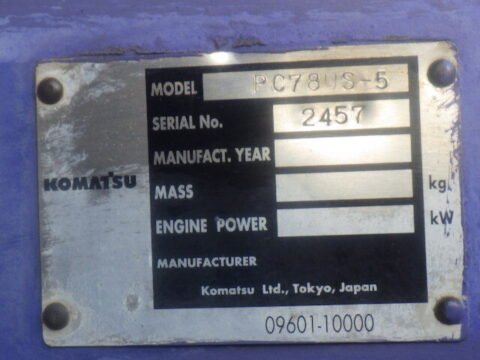 MODEL PC78US-5
SERIAL No. 2457
MANUFACT. YEAR
KOMATSU
MASS kg
ENGINE POWER kW
MANUFACTURER
Komatsu Ltd., Tokyo, Japan
09601-10000